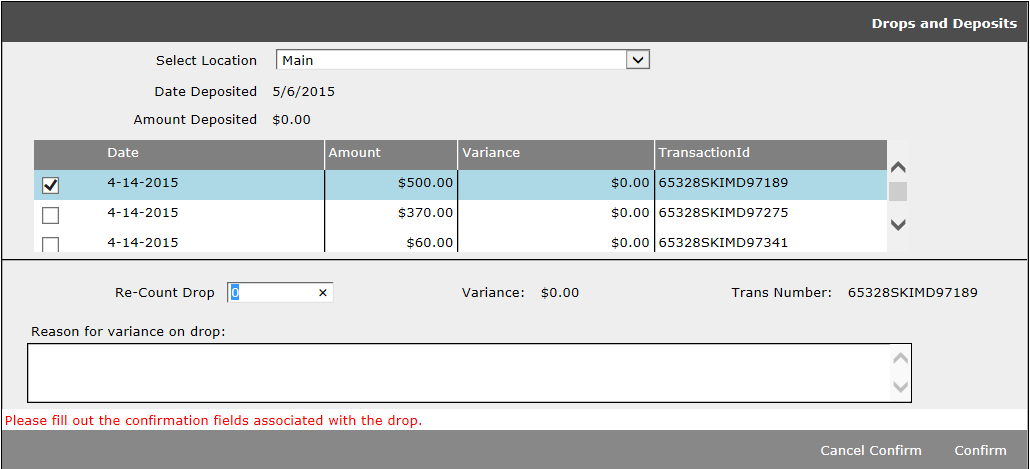 Drops and Deposits
Select Location Main
Date Deposited 5/6/2015
Amount Deposited $0.00
Date Amount Variance TransactionId
4-14-2015 $500.00 $0.00 65328SKIMD97189
4-14-2015 $370.00 $0.00 65328SKIMD97275
4-14-2015 $60.00 $0.00 65328SKIMD97341
Re-Count Drop 0 Variance: $0.00 Trans Number: 65328SKIMD97189
Reason for variance on drop:
Please fill out the confirmation fields associated with the drop.
Cancel Confirm Confirm